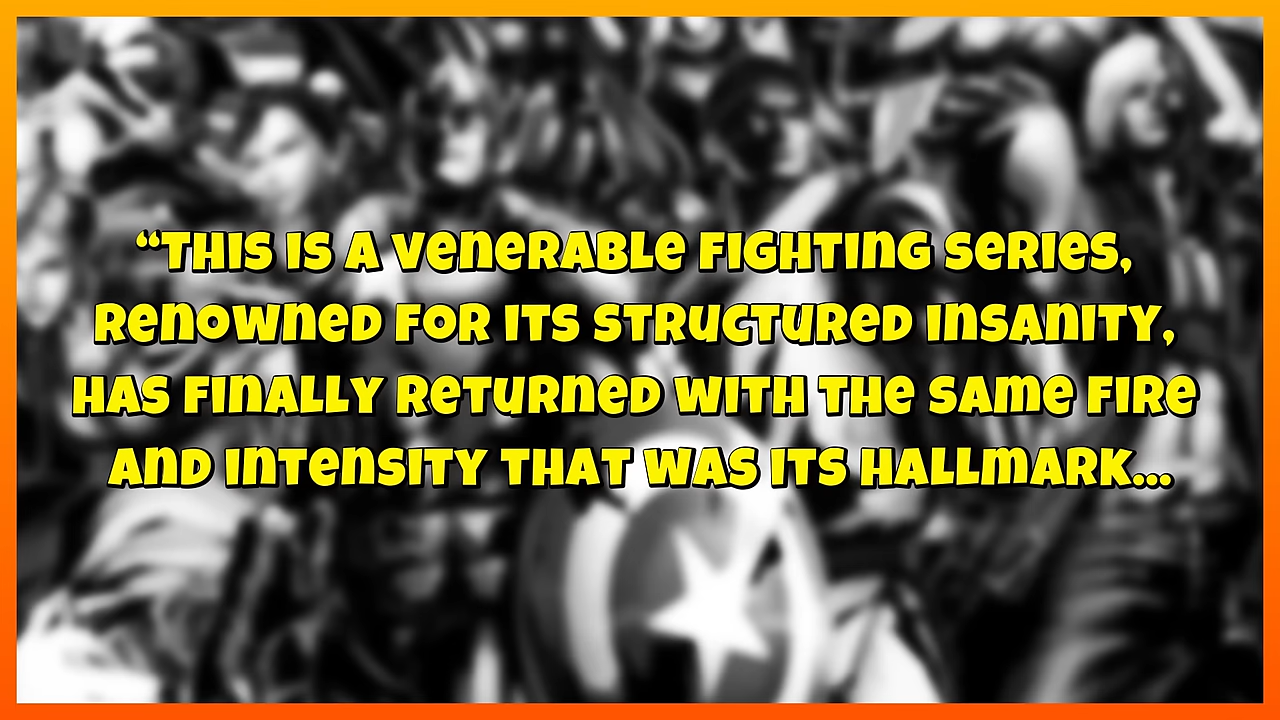 “THIS IS A VENERABLE FIGHTING SERIES,
RENOWNED FOR ITS STRUCTURED INSANITY,
HAS FINALLY RETURNED WITH THE SAME FIRE
AND INTENSITY THAT WAS ITS HALLMARK...